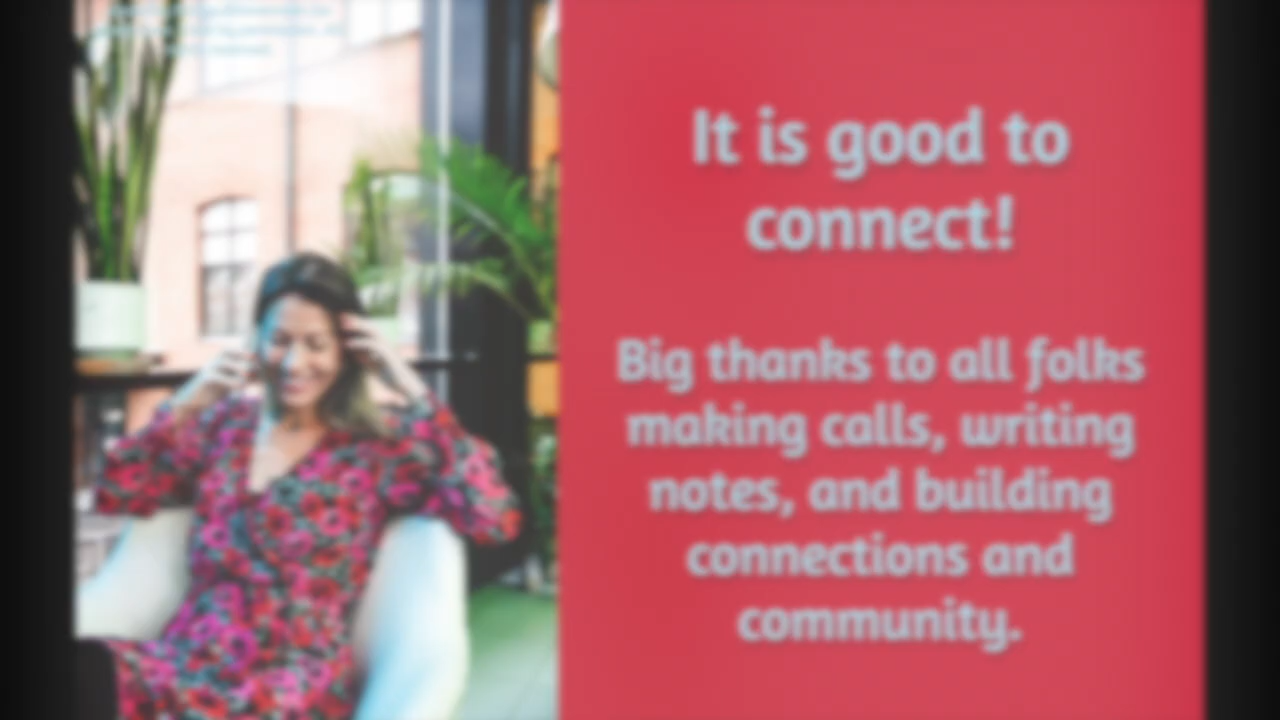 It is good to
connect!
Big thanks to all folks
making calls, writing
notes, and building
connections and
community.